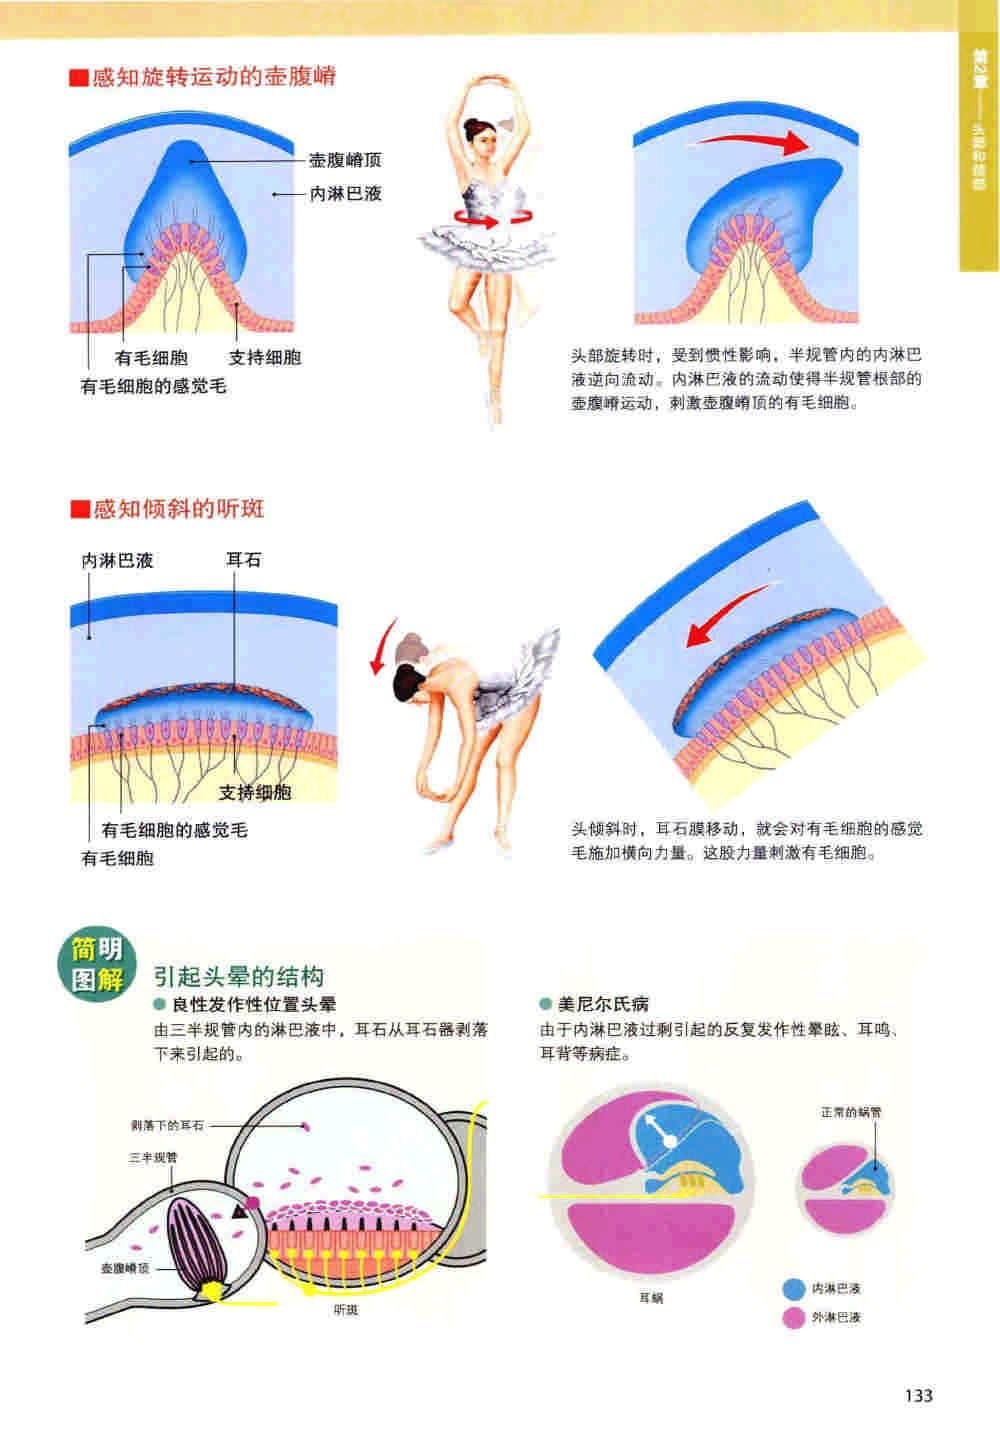 第2章——头部和颈部
■感知旋转运动的壶腹嵴
壶腹嵴顶
内淋巴液
有毛细胞
支持细胞
有毛细胞的感觉毛
头部旋转时，受到惯性影响，半规管内的内淋巴
液逆向流动。内淋巴液的流动使得半规管根部的
壶腹嵴运动，刺激壶腹嵴顶的有毛细胞。
■感知倾斜的听斑
内淋巴液
耳石
支持细胞
有毛细胞的感觉毛
有毛细胞
头倾斜时，耳石膜移动，就会对有毛细胞的感觉
毛施加横向力量。这股力量刺激有毛细胞。
简明
图解
引起头晕的结构
良性发作性位置头晕
由三半规管内的淋巴液中，耳石从耳石器剥落
下来引起的。
剥落下的耳石
三半规管
壶腹嵴顶
听斑
美尼尔氏病
由于内淋巴液过剩引起的反复发作性晕眩、耳鸣、
耳背等病症。
正常的蜗管
耳蜗
内淋巴液
外淋巴液
133